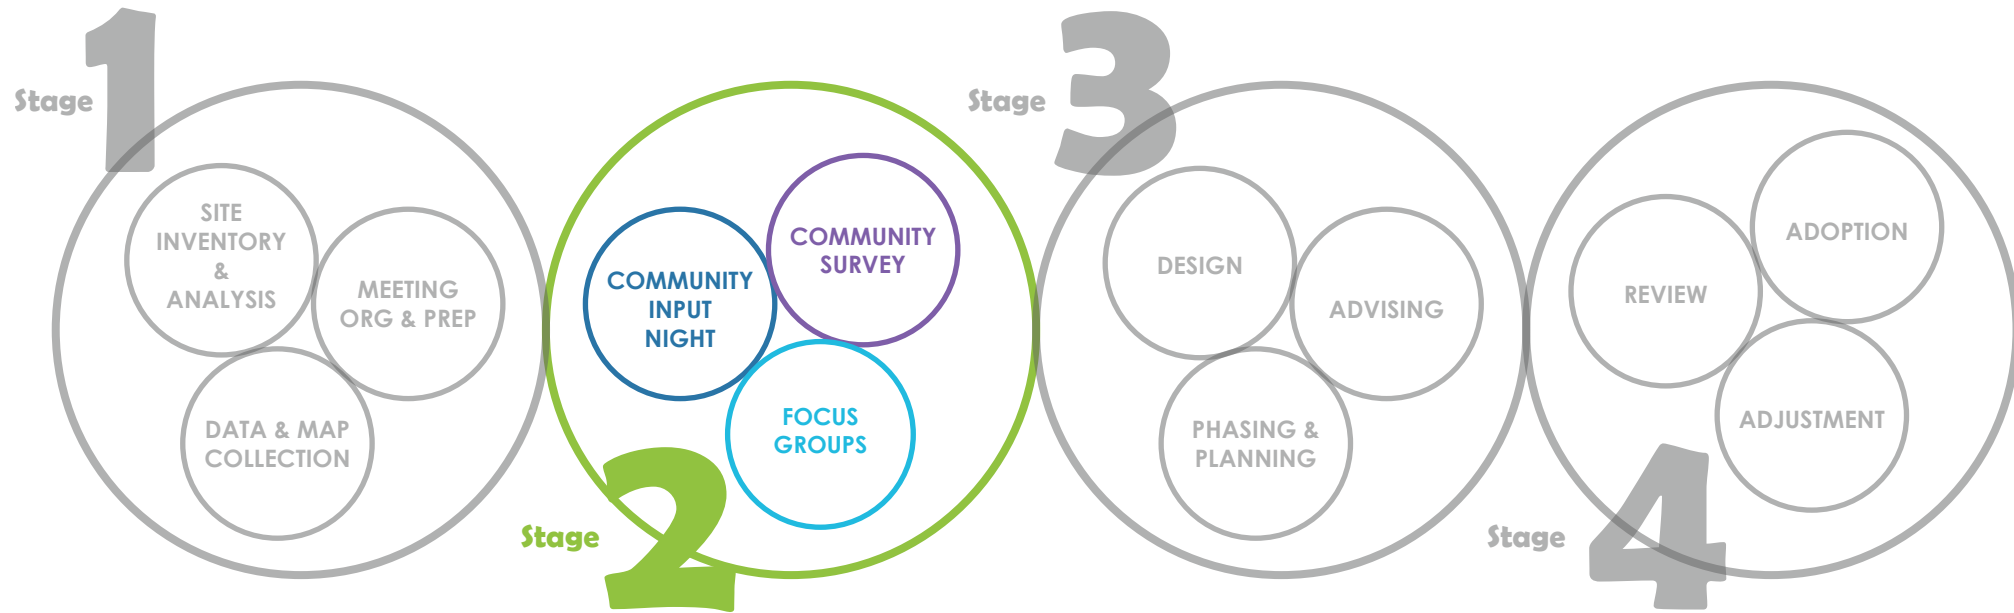 Stage 1
SITE
INVENTORY
&
ANALYSIS
MEETING
ORG & PREP
DATA & MAP
COLLECTION
Stage 2
COMMUNITY
INPUT
NIGHT
COMMUNITY
SURVEY
FOCUS
GROUPS
Stage 3
DESIGN
ADVISING
PHASING &
PLANNING
Stage 4
REVIEW
ADOPTION
ADJUSTMENT